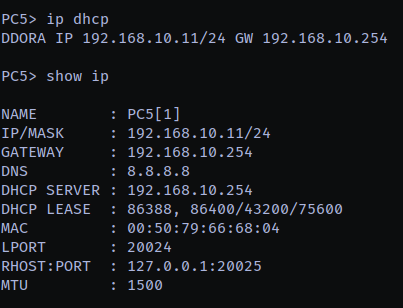 PC5> ip dhcp
DDORA IP 192.168.10.11/24 GW 192.168.10.254
PC5> show ip
NAME        : PC5[1]
IP/MASK     : 192.168.10.11/24
GATEWAY     : 192.168.10.254
DNS         : 8.8.8.8
DHCP SERVER : 192.168.10.254
DHCP LEASE  : 86388, 86400/43200/75600
MAC         : 00:50:79:66:68:04
LPORT       : 20024
RHOST:PORT  : 127.0.0.1:20025
MTU         : 1500